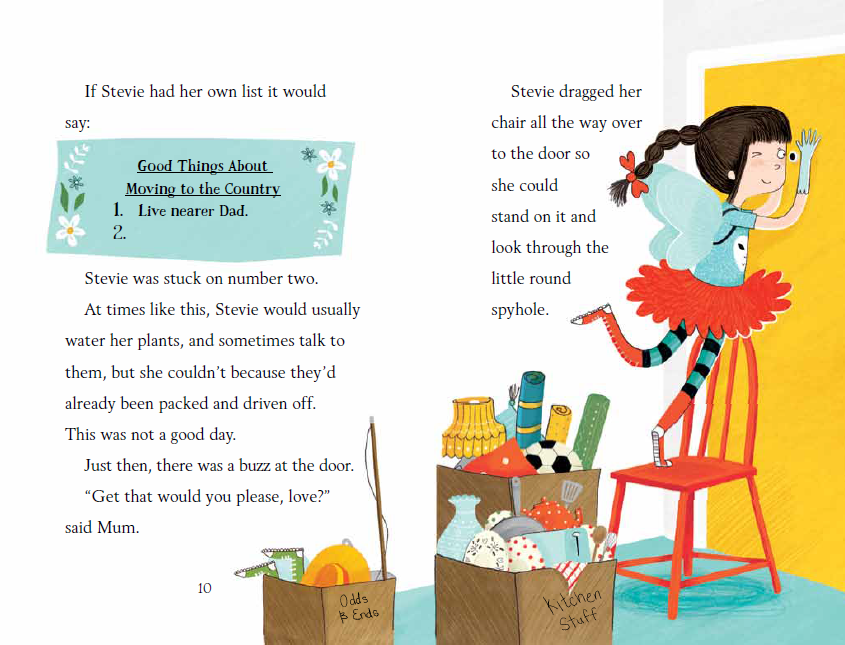 If Stevie had her own list it would
say:
Good Things About
Moving to the Country
1. Live nearer Dad.
2.
Stevie was stuck on number two.
At times like this, Stevie would usually
water her plants, and sometimes talk to
them, but she couldn’t because they’d
already been packed and driven off.
This was not a good day.
Just then, there was a buzz at the door.
“Get that would you please, love?”
said Mum.
10
Odds
& Ends
Stevie dragged her
chair all the way over
to the door so
she could
stand on it and
look through the
little round
spyhole.
Kitchen
Stuff